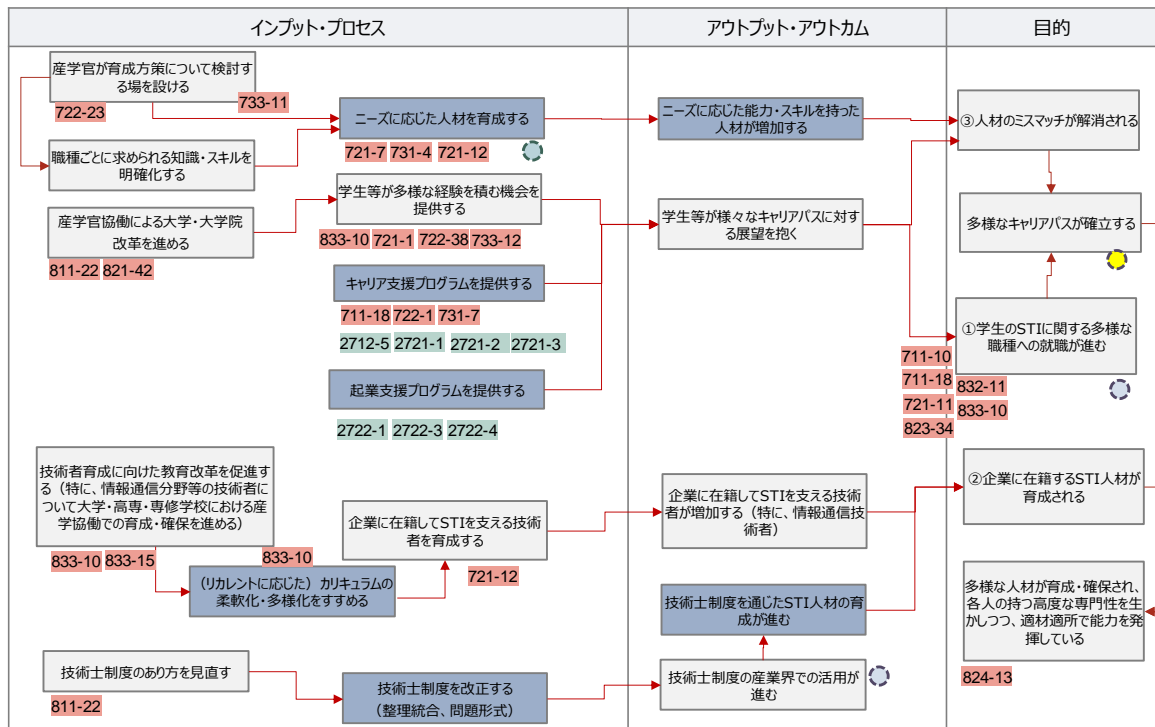 インプット・プロセス
アウトプット・アウトカム
目的
産学官が育成方策について検討す
る場を設ける
722-23
733-11
職種ごとに求められる知識・スキルを
明確化する
産学官協働による大学・大学院
改革を進める
811-22 821-42
ニーズに応じた人材を育成する
721-7 731-4 721-12
学生等が多様な経験を積む機会を
提供する
833-10 721-1 722-38 733-12
キャリア支援プログラムを提供する
711-18 722-1 731-7
2712-5 2721-1 2721-2 2721-3
起業支援プログラムを提供する
2722-1 2722-3 2722-4
技術者育成に向けた教育改革を促進す
る（特に、情報通信分野等の技術者に
ついて大学・高専・専修学校における産
学協働での育成・確保を進める）
833-10 833-15
833-10
（リカレントに応じた）カリキュラムの
柔軟化・多様化をすすめる
企業に在籍してSTIを支える技術
者を育成する
721-12
技術士制度のあり方を見直す
811-22
技術士制度を改正する
（整理統合、問題形式）
ニーズに応じた能力・スキルを持った
人材が増加する
学生等が様々なキャリアパスに対す
る展望を抱く
企業に在籍してSTIを支える技術
者が増加する（特に、情報通信技
術者）
技術士制度を通じたSTI人材の育
成が進む
技術士制度の産業界での活用が
進む
③人材のミスマッチが解消される
多様なキャリアパスが確立する
①学生のSTIに関する多様な
職種への就職が進む
711-10
711-18
721-11
823-34
832-11
833-10
②企業に在籍するSTI人材が
育成される
多様な人材が育成・確保され、
各人の持つ高度な専門性を生
かしつつ、適材適所で能力を発
揮している
824-13